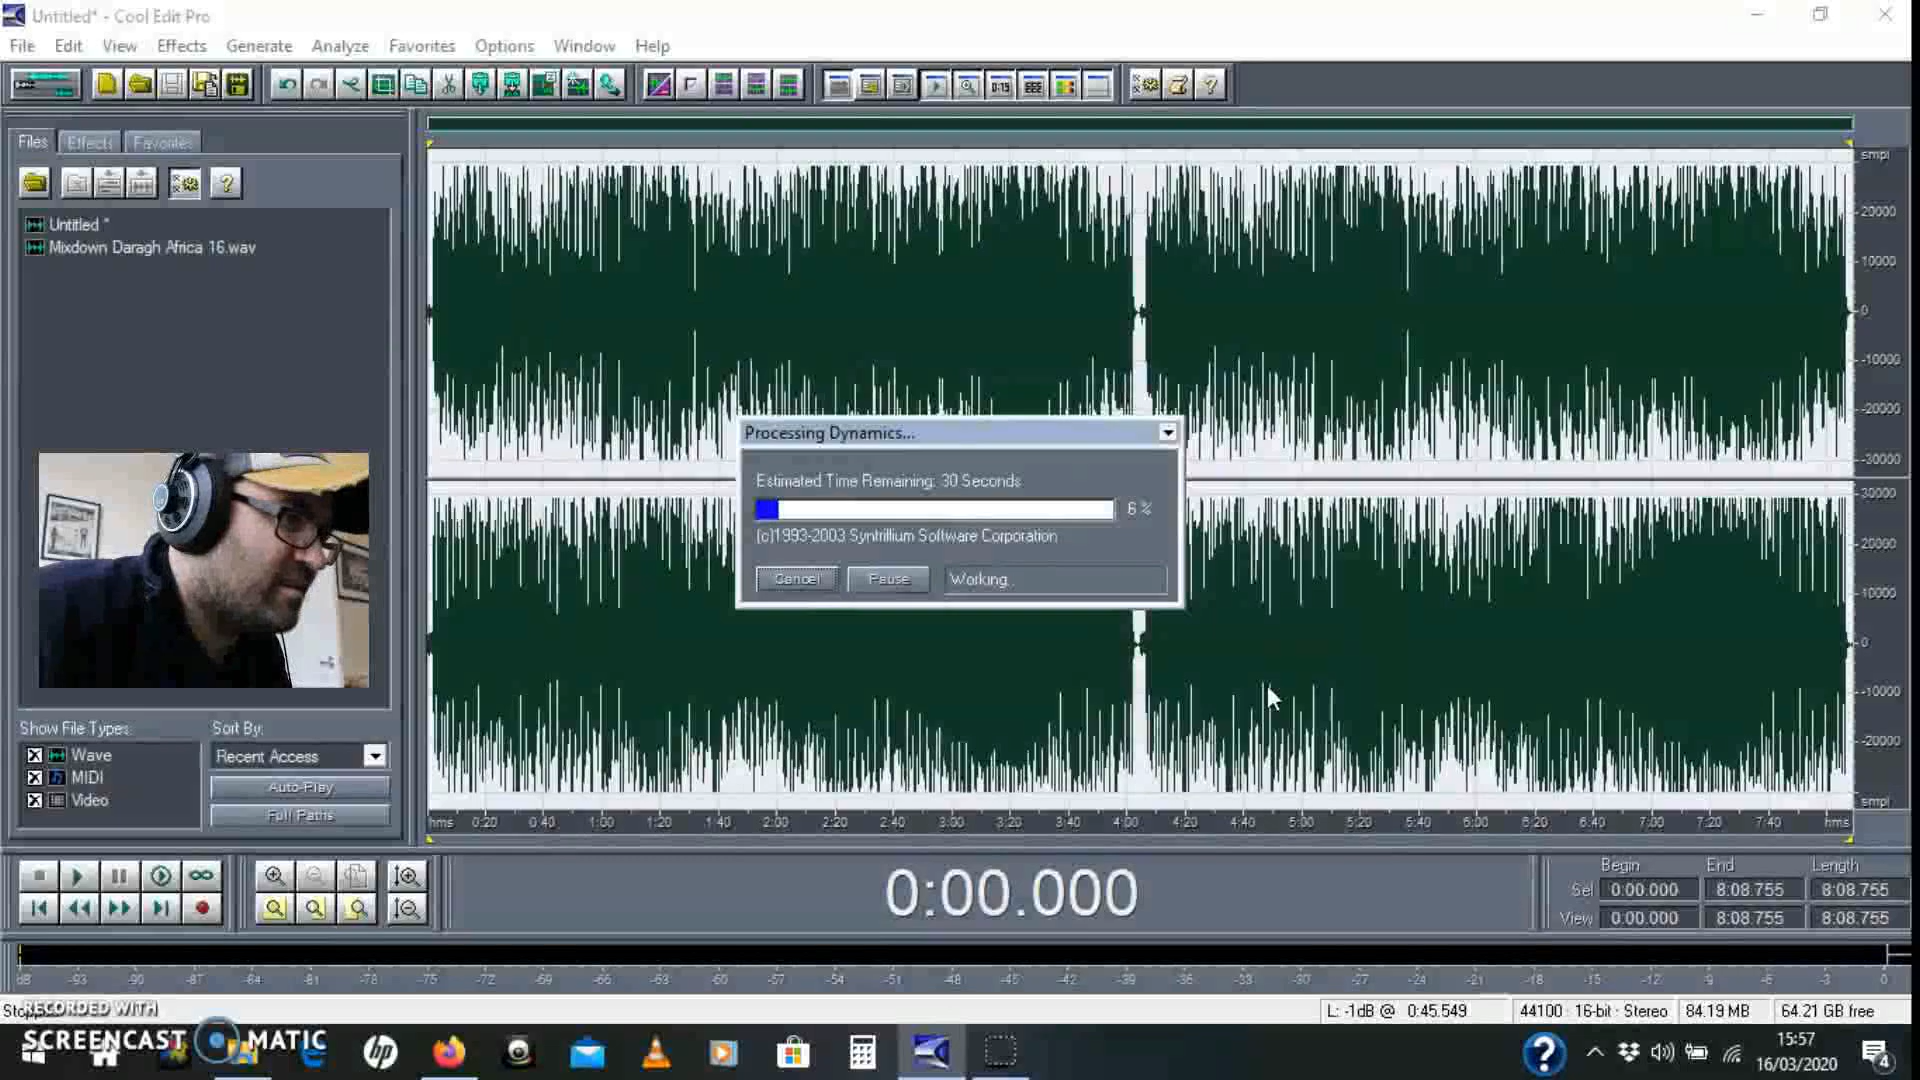 Untitled* - Cool Edit Pro
File Edit View Effects Generate Analyze Favorites Options Window Help
Files Effects Favorites
Untitled *
Mixdown Daragh Africa 16.wav
smpl
20000
10000
0
-10000
-20000
-30000
30000
20000
10000
0
-10000
-20000
smpl
Processing Dynamics...
Estimated Time Remaining: 30 Seconds
6 %
(c)1993-2003 Syntrillium Software Corporation
Cancel Pause Working..
Show File Types: Sort By:
Wave Recent Access
MIDI Auto-Play
Video Full Paths
hms 0:20 0:40 1:00 1:20 1:40 2:00 2:20 2:40 3:00 3:20 3:40 4:00 4:20 4:40 5:00 5:20 5:40 6:00 6:20 6:40 7:00 7:20 7:40 hms
0:00.000
Begin End Length
Sel 0:00.000 8:08.755 8:08.755
View 0:00.000 8:08.755 8:08.755
dB -93 -90 -87 -84 -81 -78 -75 -72 -69 -66 -63 -60 -57 -54 -51 -48 -45 -42 -39 -36 -33 -30 -27 -24 -21 -18 -15 -12 -9 -6 -3 0
L: -1dB @ 0:45.549 44100 · 16-bit · Stereo 84.19 MB 64.21 GB free
RECORDED WITH
SCREENCAST MATIC
15:57
16/03/2020
4